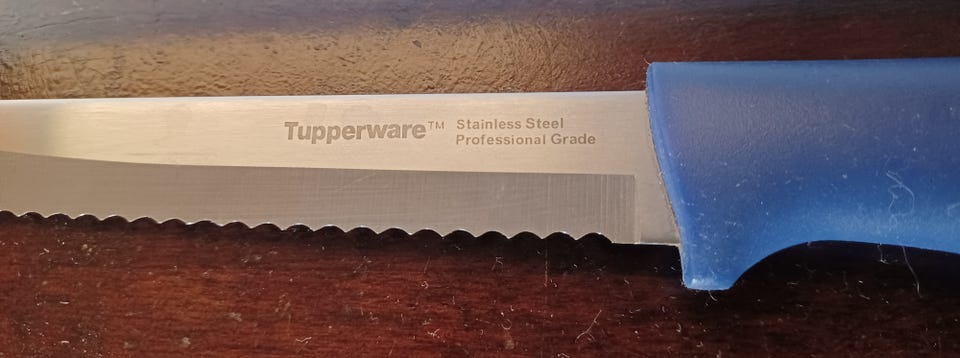 Tupperware™
Stainless Steel
Professional Grade